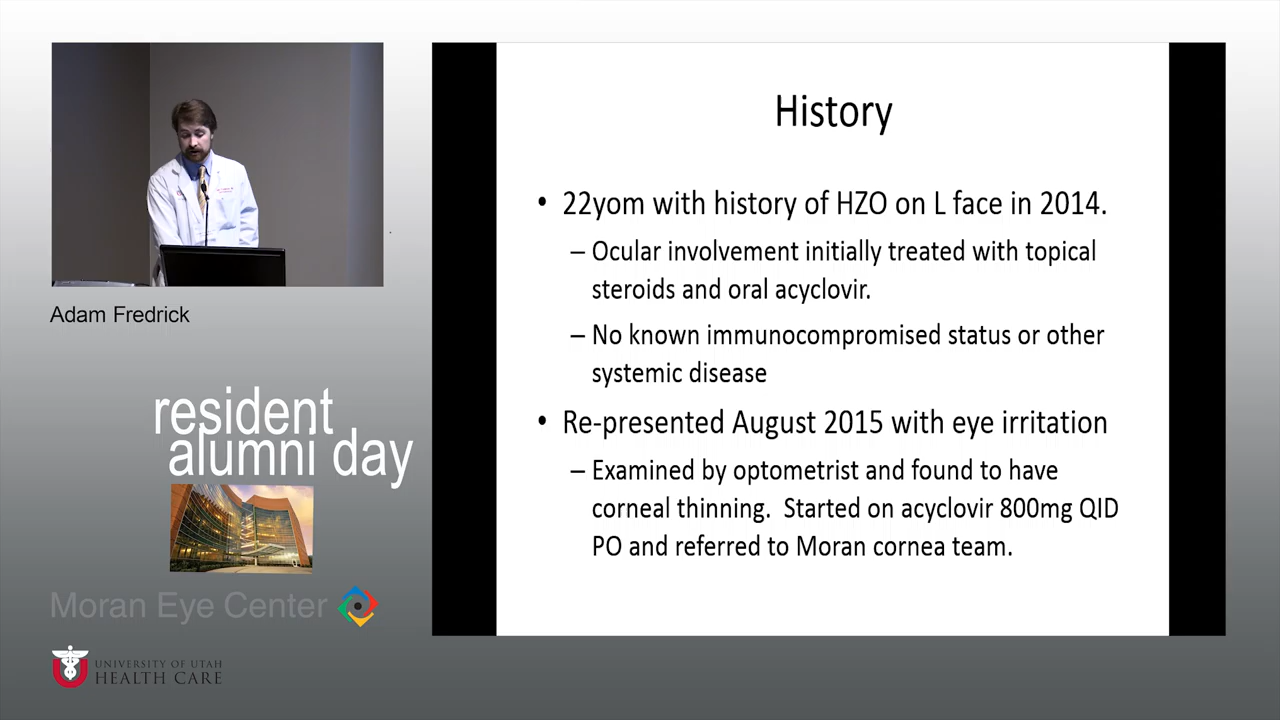 History
• 22yom with history of HZO on L face in 2014.
– Ocular involvement initially treated with topical
steroids and oral acyclovir.
– No known immunocompromised status or other
systemic disease
• Re-presented August 2015 with eye irritation
– Examined by optometrist and found to have
corneal thinning.  Started on acyclovir 800mg QID
PO and referred to Moran cornea team.
Adam Fredrick
resident
alumni day
Moran Eye Center
UNIVERSITY OF UTAH
HEALTH CARE